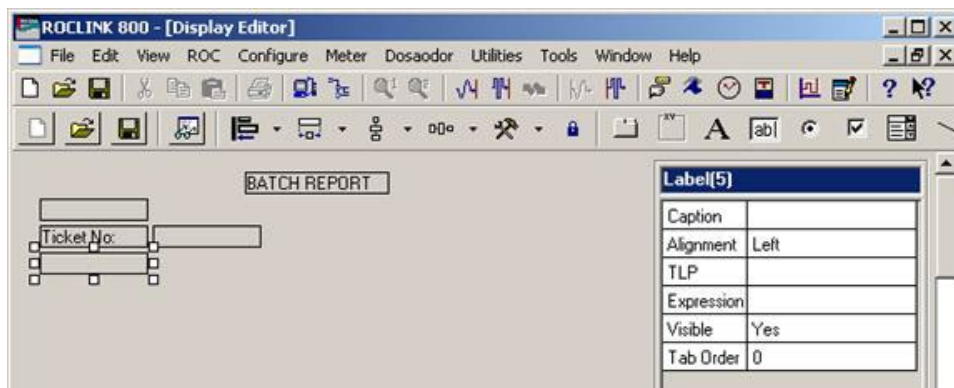 ROCLINK 800 - [Display Editor]
File Edit View ROC Configure Meter Dosaodor Utilities Tools Window Help
A ab|
BATCH REPORT
Ticket No:
Label(5)
Caption
Alignment Left
TLP
Expression
Visible Yes
Tab Order 0